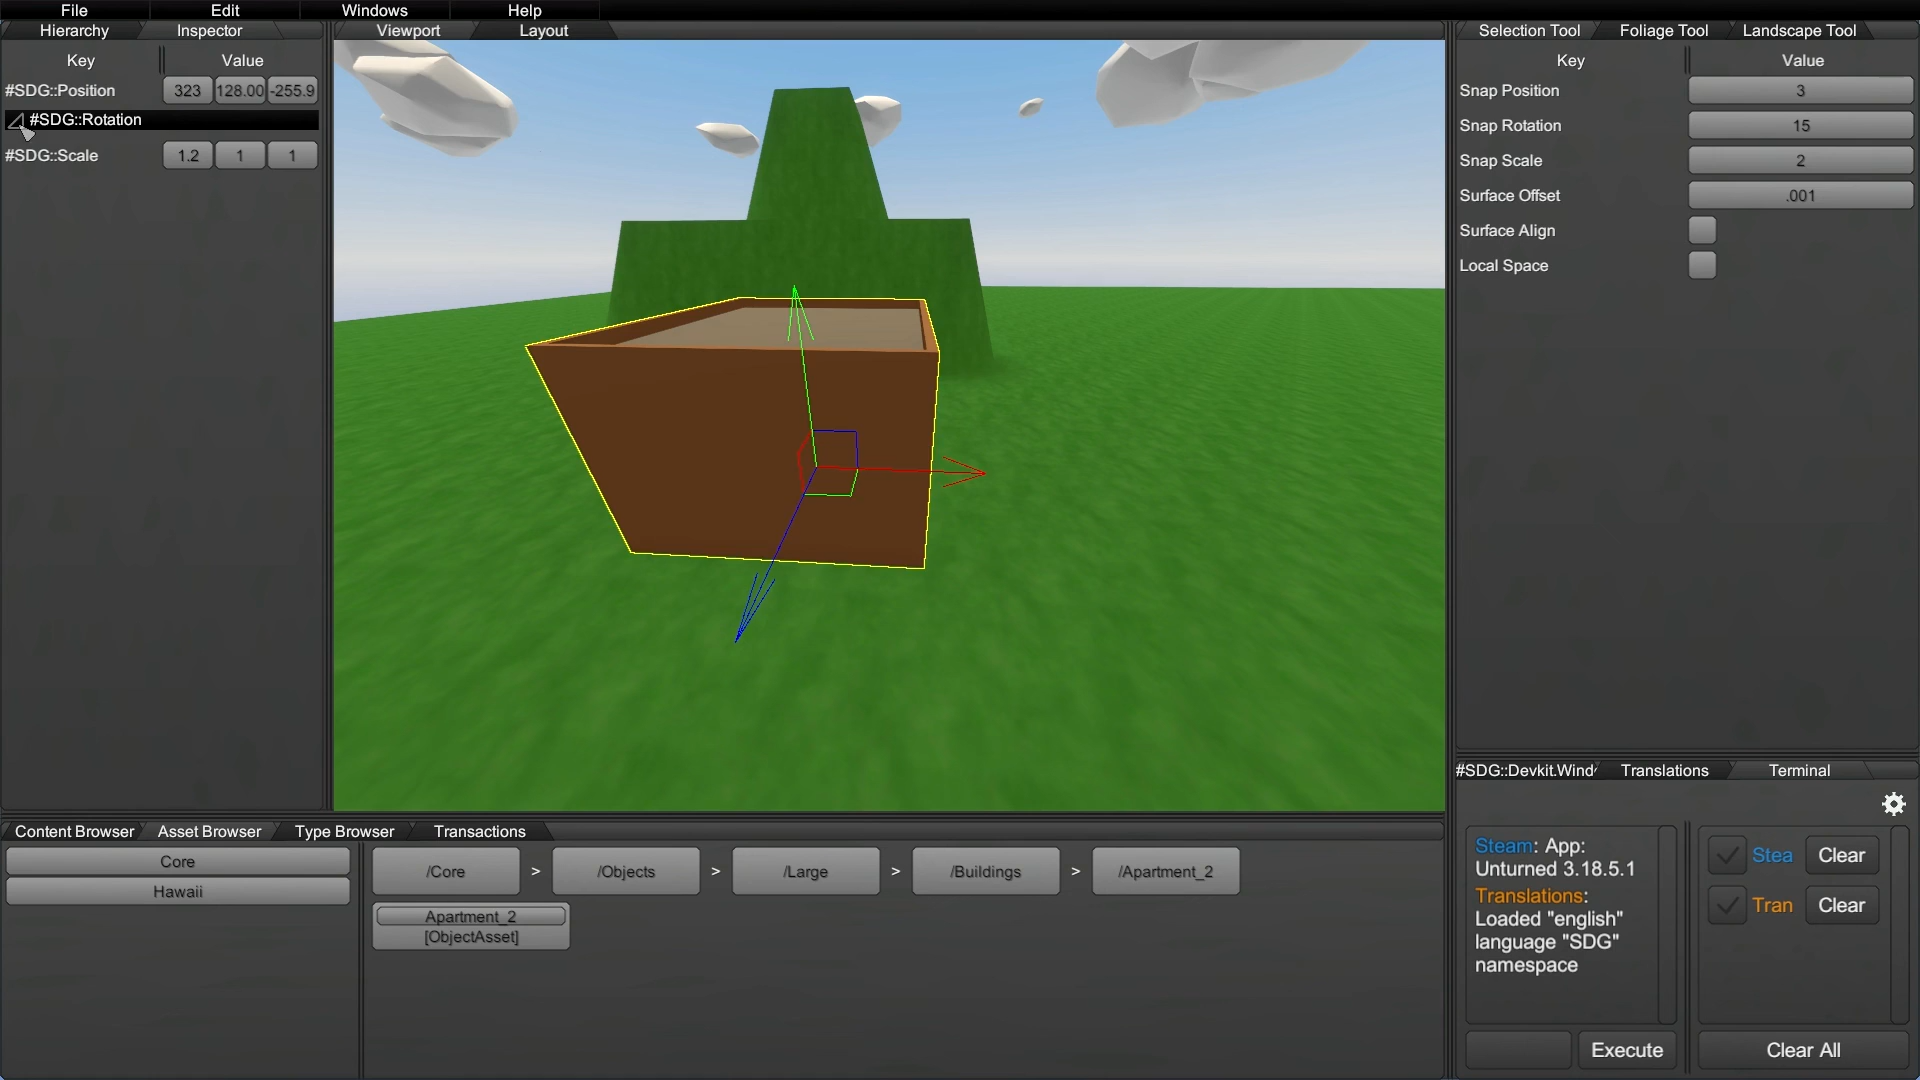 File Edit Windows Help
Hierarchy Inspector
Key Value
#SDG::Position 323 128.00 -255.9
#SDG::Rotation
#SDG::Scale 1.2 1 1
Viewport Layout
Selection Tool Foliage Tool Landscape Tool
Key Value
Snap Position 3
Snap Rotation 15
Snap Scale 2
Surface Offset .001
Surface Align
Local Space
Content Browser Asset Browser Type Browser Transactions
Core
Hawaii
/Core > /Objects > /Large > /Buildings > /Apartment_2
Apartment_2
[ObjectAsset]
#SDG::Devkit.Wind Translations Terminal
Steam: App:
Unturned 3.18.5.1
Translations:
Loaded "english"
language "SDG"
namespace
Stea Clear
Tran Clear
Execute
Clear All